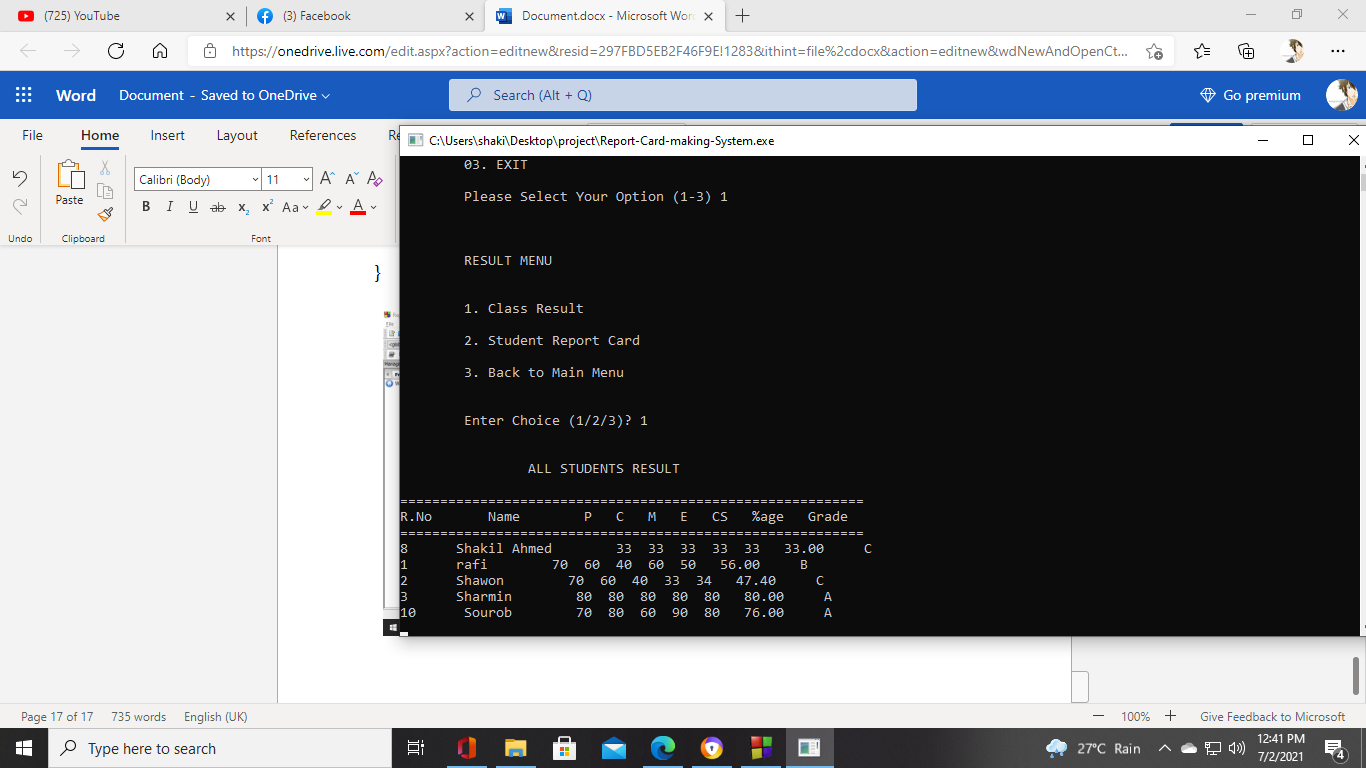 (725) YouTube
(3) Facebook
Document.docx - Microsoft Wor
https://onedrive.live.com/edit.aspx?action=editnew&resid=297FBD5EB2F46F9E!1283&ithint=file%2cdocx&action=editnew&wdNewAndOpenCt...
Word Document - Saved to OneDrive
Search (Alt + Q)
Go premium
File Home Insert Layout References Re
C:\Users\shaki\Desktop\project\Report-Card-making-System.exe
Paste
Calibri (Body) 11 A A A
B I U ab x2 x2 Aa A
Undo Clipboard Font
}
03. EXIT
Please Select Your Option (1-3) 1
RESULT MENU
1. Class Result
2. Student Report Card
3. Back to Main Menu
Enter Choice (1/2/3)? 1
ALL STUDENTS RESULT
==========================================================
R.No Name P C M E CS %age Grade
==========================================================
8 Shakil Ahmed 33 33 33 33 33 33.00 C
1 rafi 70 60 40 60 50 56.00 B
2 Shawon 70 60 40 33 34 47.40 C
3 Sharmin 80 80 80 80 80 80.00 A
10 Sourob 70 80 60 90 80 76.00 A
Page 17 of 17 735 words English (UK)
100% Give Feedback to Microsoft
Type here to search
27°C Rain
12:41 PM
7/2/2021
4